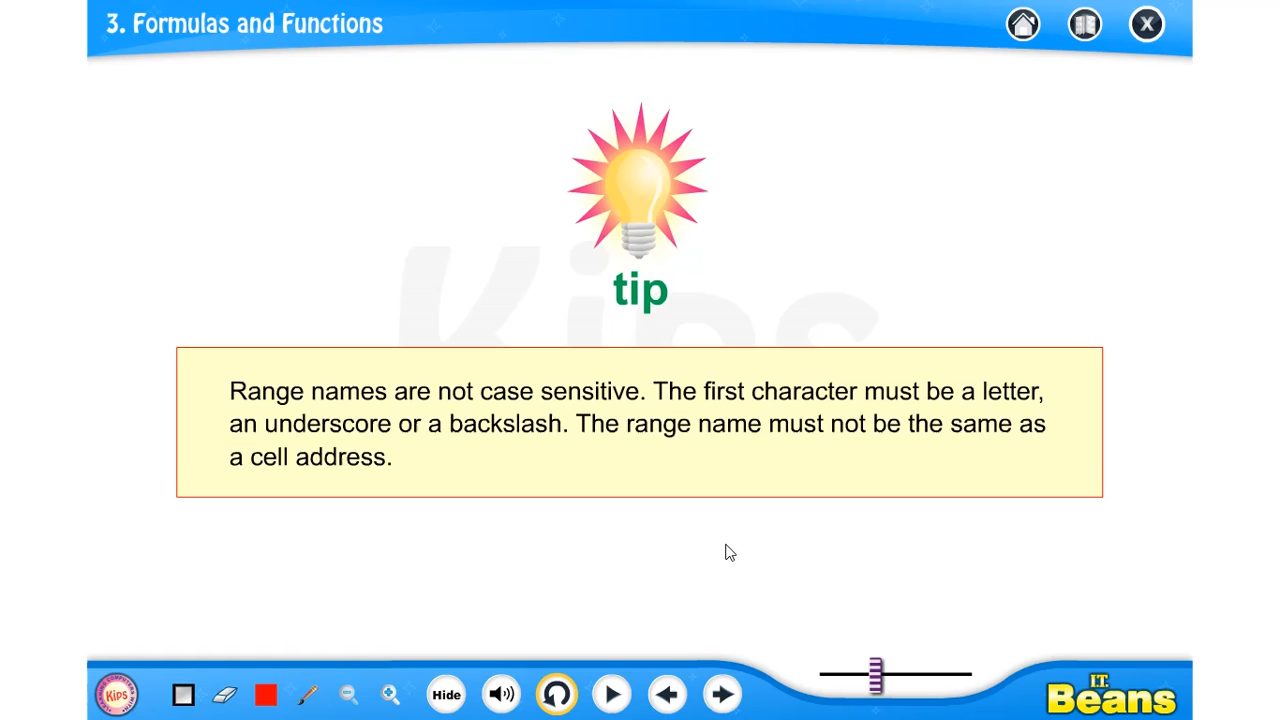 3. Formulas and Functions
X
Kips
tip
Range names are not case sensitive. The first character must be a letter,
an underscore or a backslash. The range name must not be the same as
a cell address.
Kips
Hide
I.T.
Beans